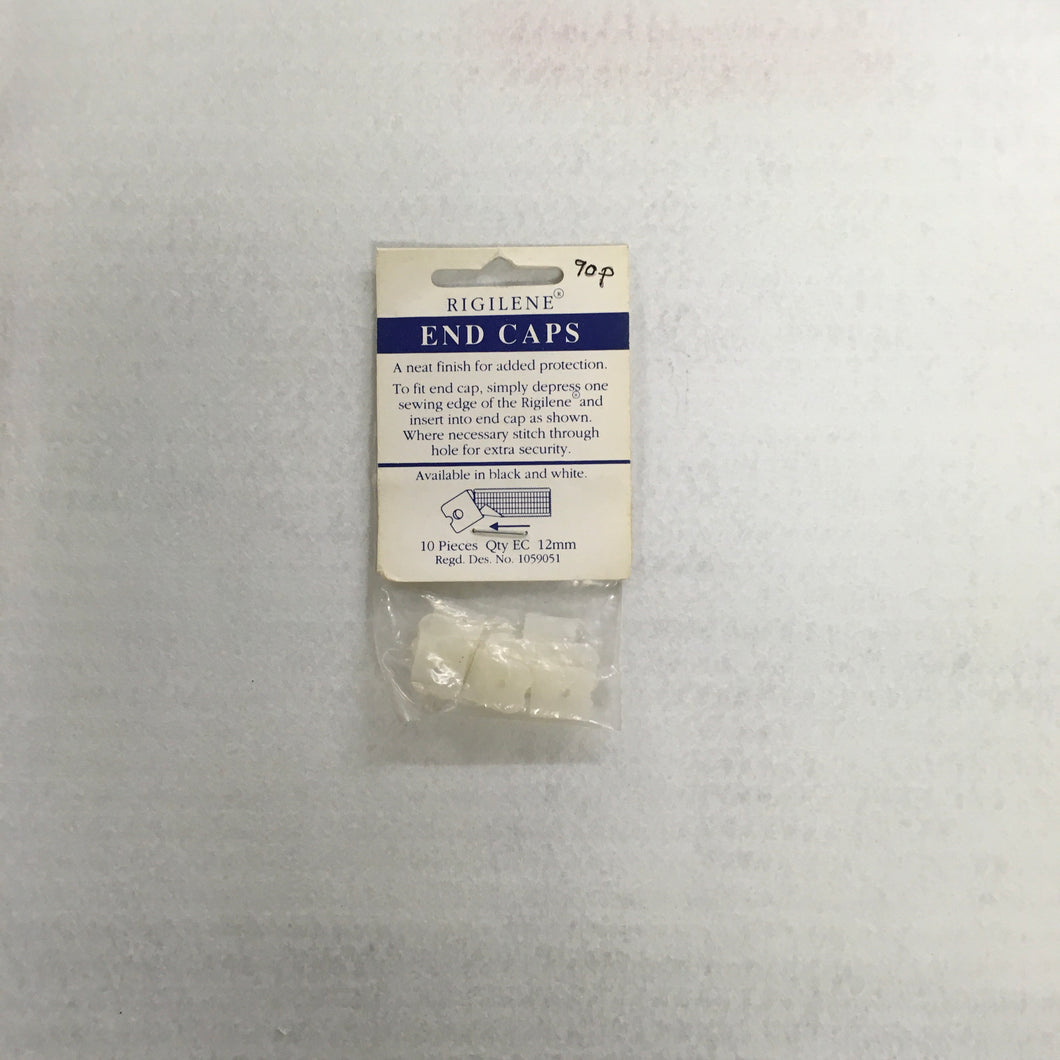 90p
RIGILENE®
END CAPS
A neat finish for added protection.
To fit end cap, simply depress one
sewing edge of the Rigilene® and
insert into end cap as shown.
Where necessary stitch through
hole for extra security.
Available in black and white.
10 Pieces Qty EC 12mm
Regd. Des. No. 1059051